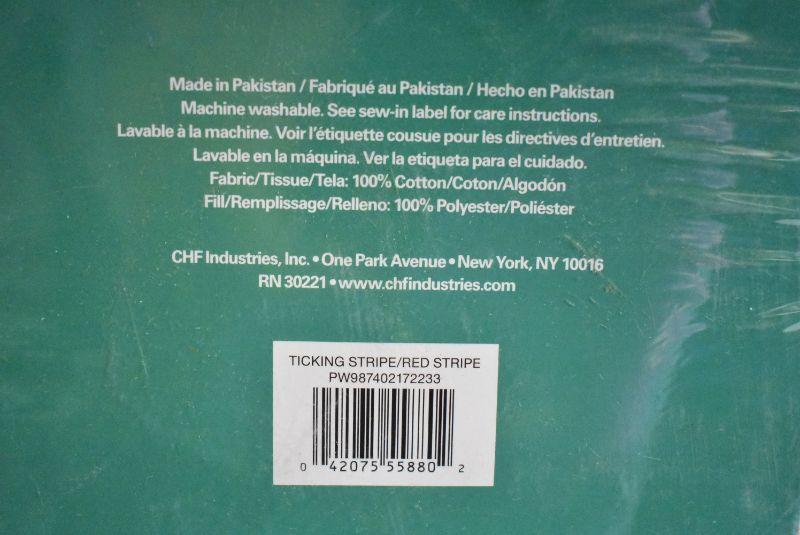 Made in Pakistan / Fabriqué au Pakistan / Hecho en Pakistan
Machine washable. See sew-in label for care instructions.
Lavable à la machine. Voir l'étiquette cousue pour les directives d'entretien.
Lavable en la máquina. Ver la etiqueta para el cuidado.
Fabric/Tissue/Tela: 100% Cotton/Coton/Algodón
Fill/Remplissage/Relleno: 100% Polyester/Poliéster
CHF Industries, Inc. • One Park Avenue • New York, NY 10016
RN 30221 • www.chfindustries.com
TICKING STRIPE/RED STRIPE
PW987402172233
0 42075 55880 2